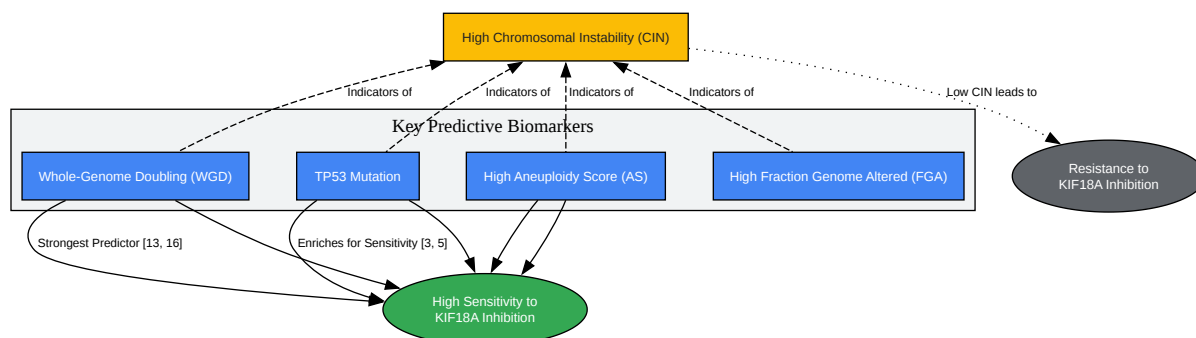 High Chromosomal Instability (CIN)
Indicators of
Indicators of
Indicators of
Indicators of
Low CIN leads to
Key Predictive Biomarkers
Whole-Genome Doubling (WGD)
TP53 Mutation
High Aneuploidy Score (AS)
High Fraction Genome Altered (FGA)
Resistance to
KIF18A Inhibition
Strongest Predictor [13, 16]
Enriches for Sensitivity [3, 5]
High Sensitivity to
KIF18A Inhibition